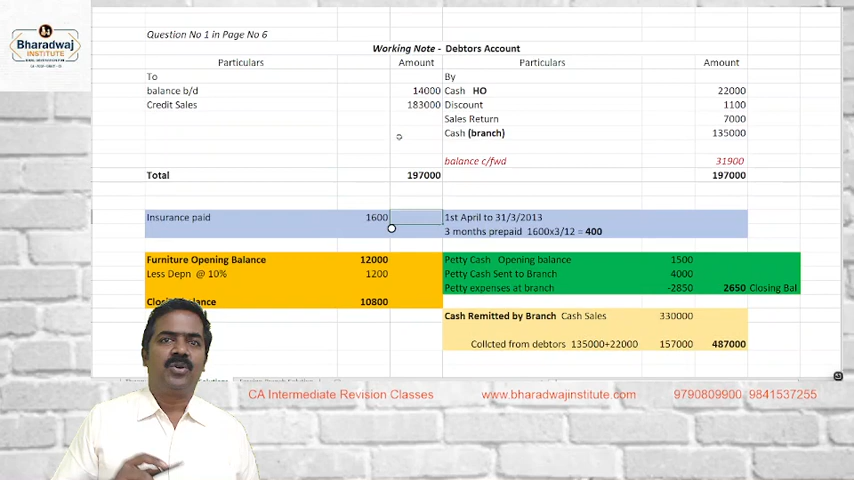 Bharadwaj
INSTITUTE
Question No 1 in Page No 6
Working Note - Debtors Account
Particulars Amount Particulars Amount
To By
balance b/d 14000 Cash HO 22000
Credit Sales 183000 Discount 1100
Sales Return 7000
Cash (branch) 135000
balance c/fwd 31900
Total 197000 197000
Insurance paid 1600 1st April to 31/3/2013
3 months prepaid 1600x3/12 = 400
Furniture Opening Balance 12000 Petty Cash Opening balance 1500
Less Depn @ 10% 1200 Petty Cash Sent to Branch 4000
Petty expenses at branch -2850 2650 Closing Bal
10800
Cash Remitted by Branch Cash Sales 330000
Collcted from debtors 135000+22000 157000 487000
CA Intermediate Revision Classes www.bharadwajinstitute.com 9790809900, 9841537255